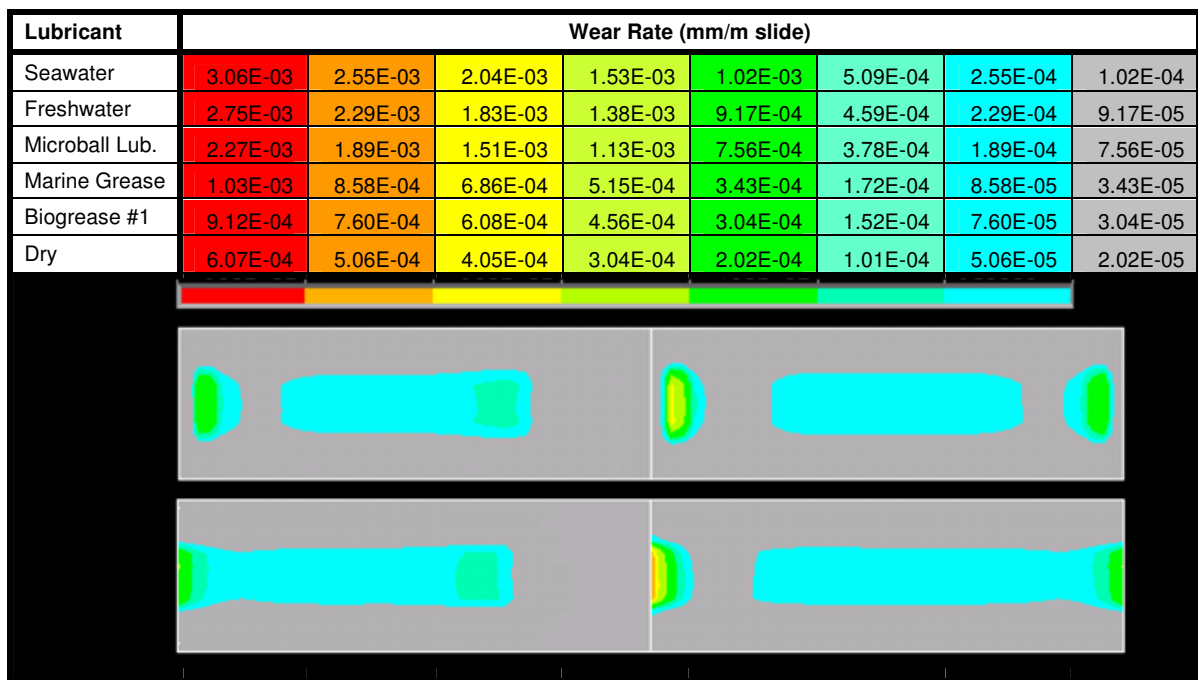 Lubricant Wear Rate (mm/m slide)
Seawater 3.06E-03 2.55E-03 2.04E-03 1.53E-03 1.02E-03 5.09E-04 2.55E-04 1.02E-04
Freshwater 2.75E-03 2.29E-03 1.83E-03 1.38E-03 9.17E-04 4.59E-04 2.29E-04 9.17E-05
Microball Lub. 2.27E-03 1.89E-03 1.51E-03 1.13E-03 7.56E-04 3.78E-04 1.89E-04 7.56E-05
Marine Grease 1.03E-03 8.58E-04 6.86E-04 5.15E-04 3.43E-04 1.72E-04 8.58E-05 3.43E-05
Biogrease #1 9.12E-04 7.60E-04 6.08E-04 4.56E-04 3.04E-04 1.52E-04 7.60E-05 3.04E-05
Dry 6.07E-04 5.06E-04 4.05E-04 3.04E-04 2.02E-04 1.01E-04 5.06E-05 2.02E-05